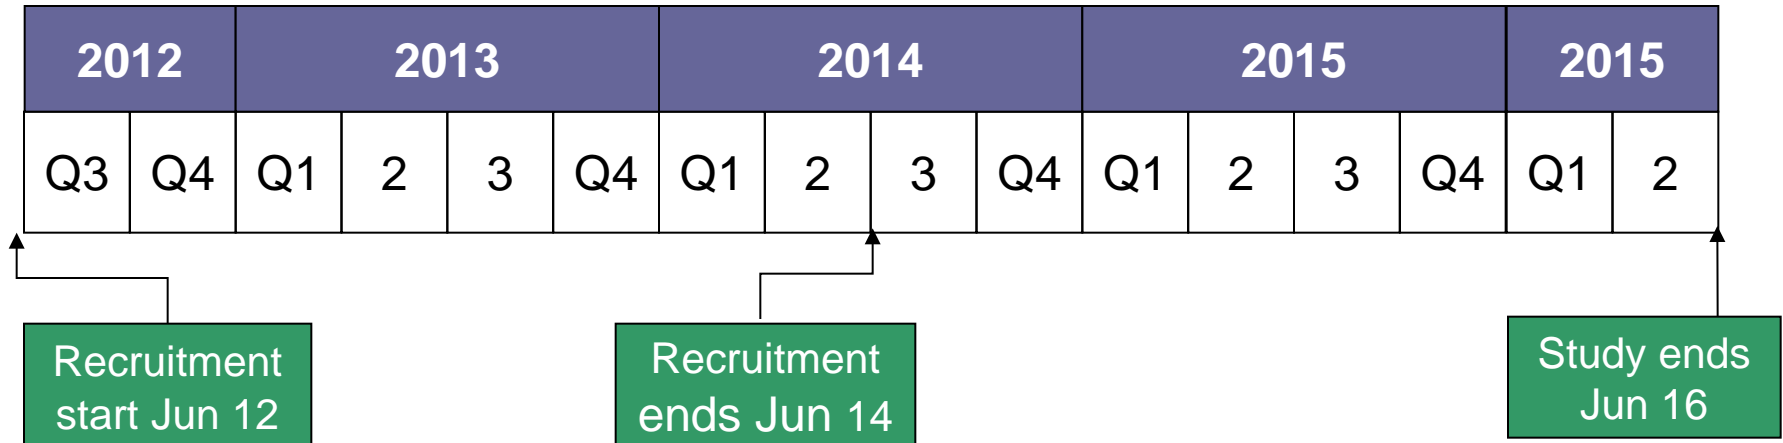 2012 2013 2014 2015 2015
Q3 Q4 Q1 2 3 Q4 Q1 2 3 Q4 Q1 2 3 Q4 Q1 2
Recruitment
start Jun 12
Recruitment
ends Jun 14
Study ends
Jun 16